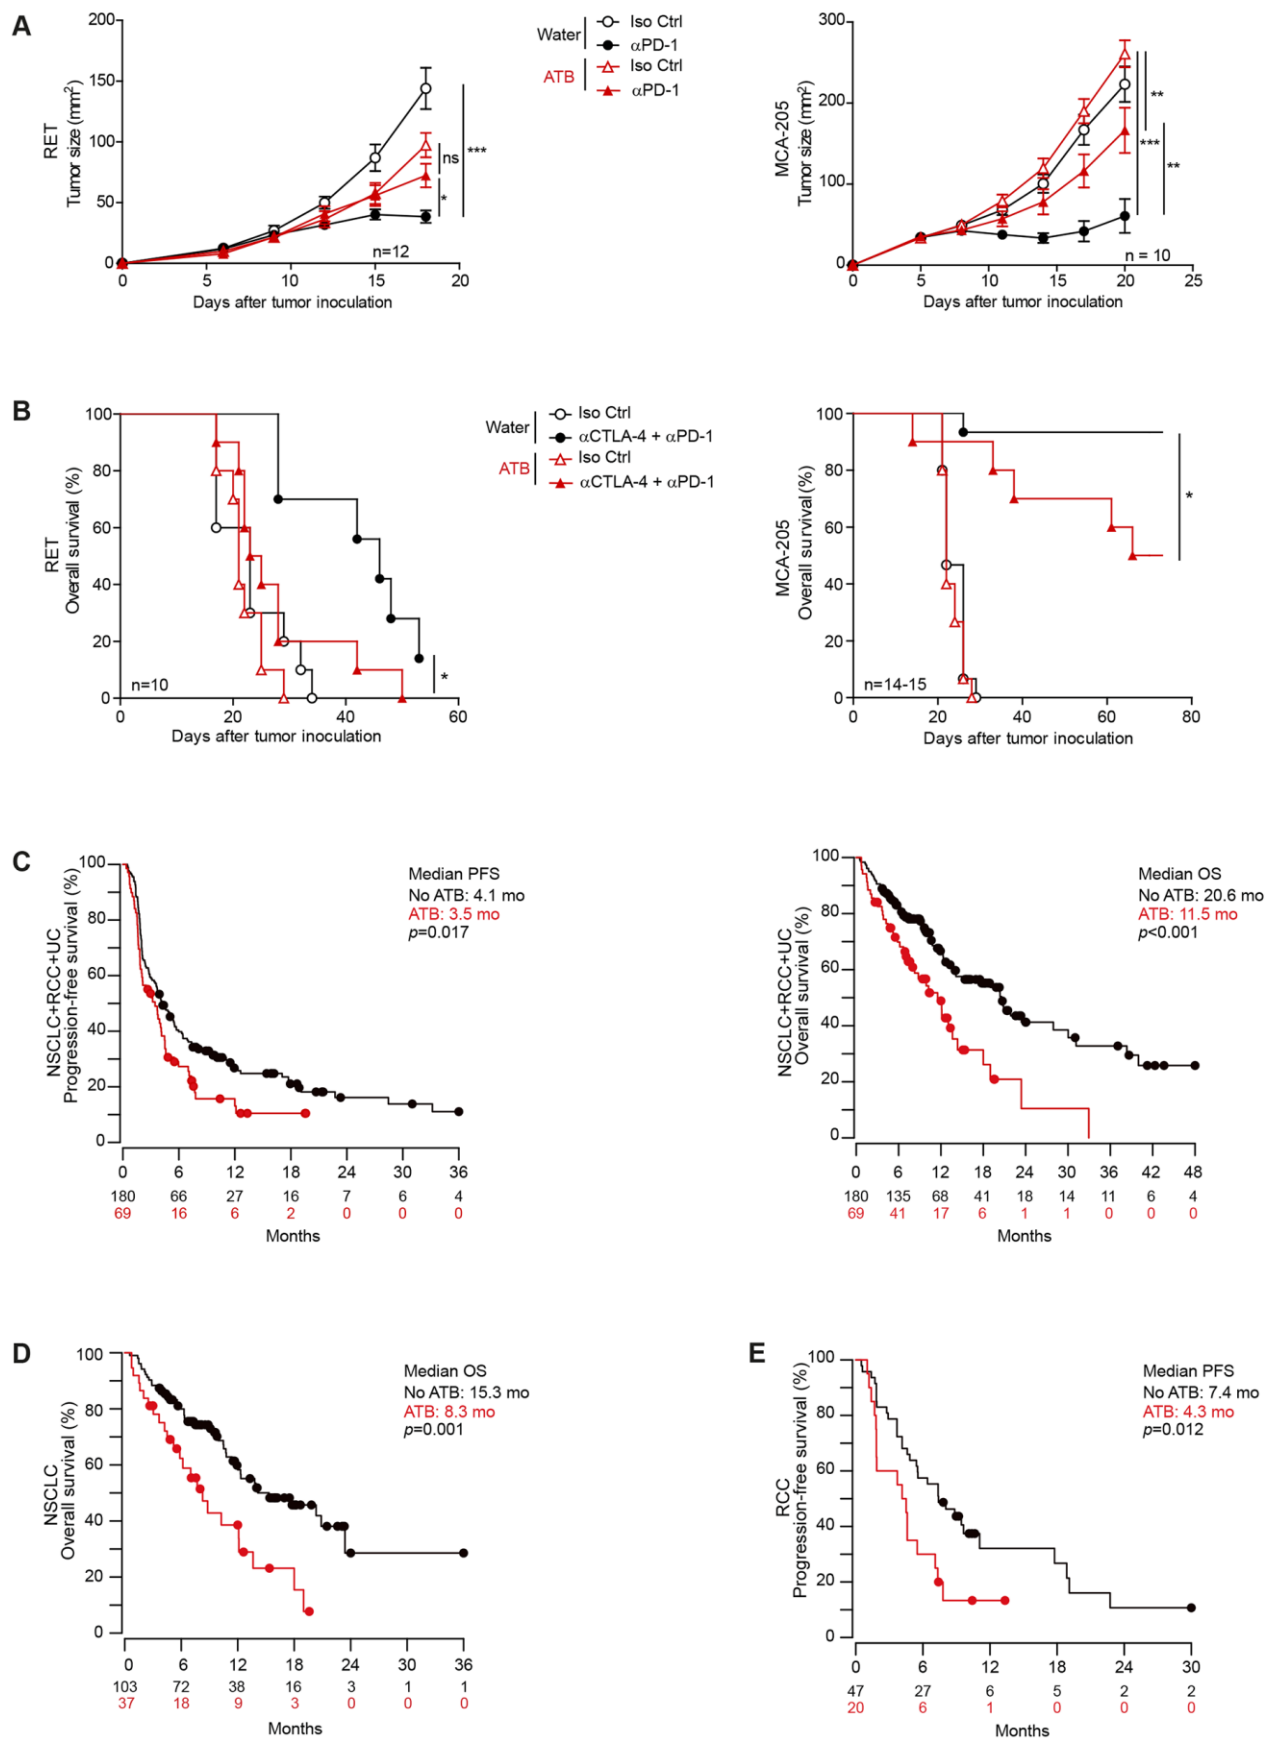 A
RET
Tumor size (mm²)
200
150
100
50
0
0 5 10 15 20
Days after tumor inoculation
n=12
ns
***
*
Water
Iso Ctrl
αPD-1
ATB
Iso Ctrl
αPD-1
MCA-205
Tumor size (mm²)
300
200
100
0
0 5 10 15 20 25
Days after tumor inoculation
n = 10
**
***
**
B
RET
Overall survival (%)
100
80
60
40
20
0
0 20 40 60
Days after tumor inoculation
n=10
*
Water
Iso Ctrl
αCTLA-4 + αPD-1
ATB
Iso Ctrl
αCTLA-4 + αPD-1
MCA-205
Overall survival (%)
100
80
60
40
20
0
0 20 40 60 80
Days after tumor inoculation
n=14-15
*
C
NSCLC+RCC+UC
Progression-free survival (%)
100
80
60
40
20
0
Median PFS
No ATB: 4.1 mo
ATB: 3.5 mo
p=0.017
0 6 12 18 24 30 36
180 66 27 16 7 6 4
69 16 6 2 0 0 0
Months
NSCLC+RCC+UC
Overall survival (%)
100
80
60
40
20
0
Median OS
No ATB: 20.6 mo
ATB: 11.5 mo
p<0.001
0 6 12 18 24 30 36 42 48
180 135 68 41 18 14 11 6 4
69 41 17 6 1 1 0 0 0
Months
D
NSCLC
Overall survival (%)
100
80
60
40
20
0
Median OS
No ATB: 15.3 mo
ATB: 8.3 mo
p=0.001
0 6 12 18 24 30 36
103 72 38 16 3 1 1
37 18 9 3 0 0 0
Months
E
RCC
Progression-free survival (%)
100
80
60
40
20
0
Median PFS
No ATB: 7.4 mo
ATB: 4.3 mo
p=0.012
0 6 12 18 24 30
47 27 6 5 2 2
20 6 1 0 0 0
Months